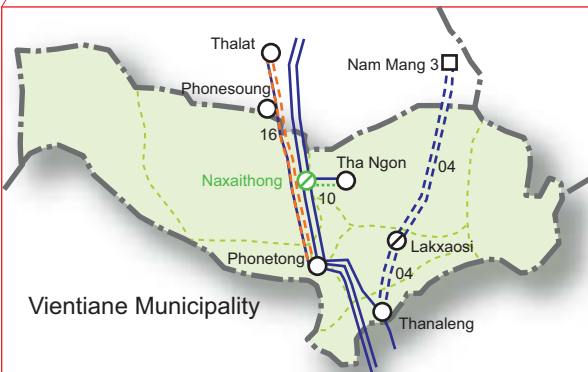 Thalat
Nam Mang 3
Phonesoung
16
Tha Ngon
04
Naxaithong
10
Lakxaosi
Phonetong
04
Vientiane Municipality
Thanaleng